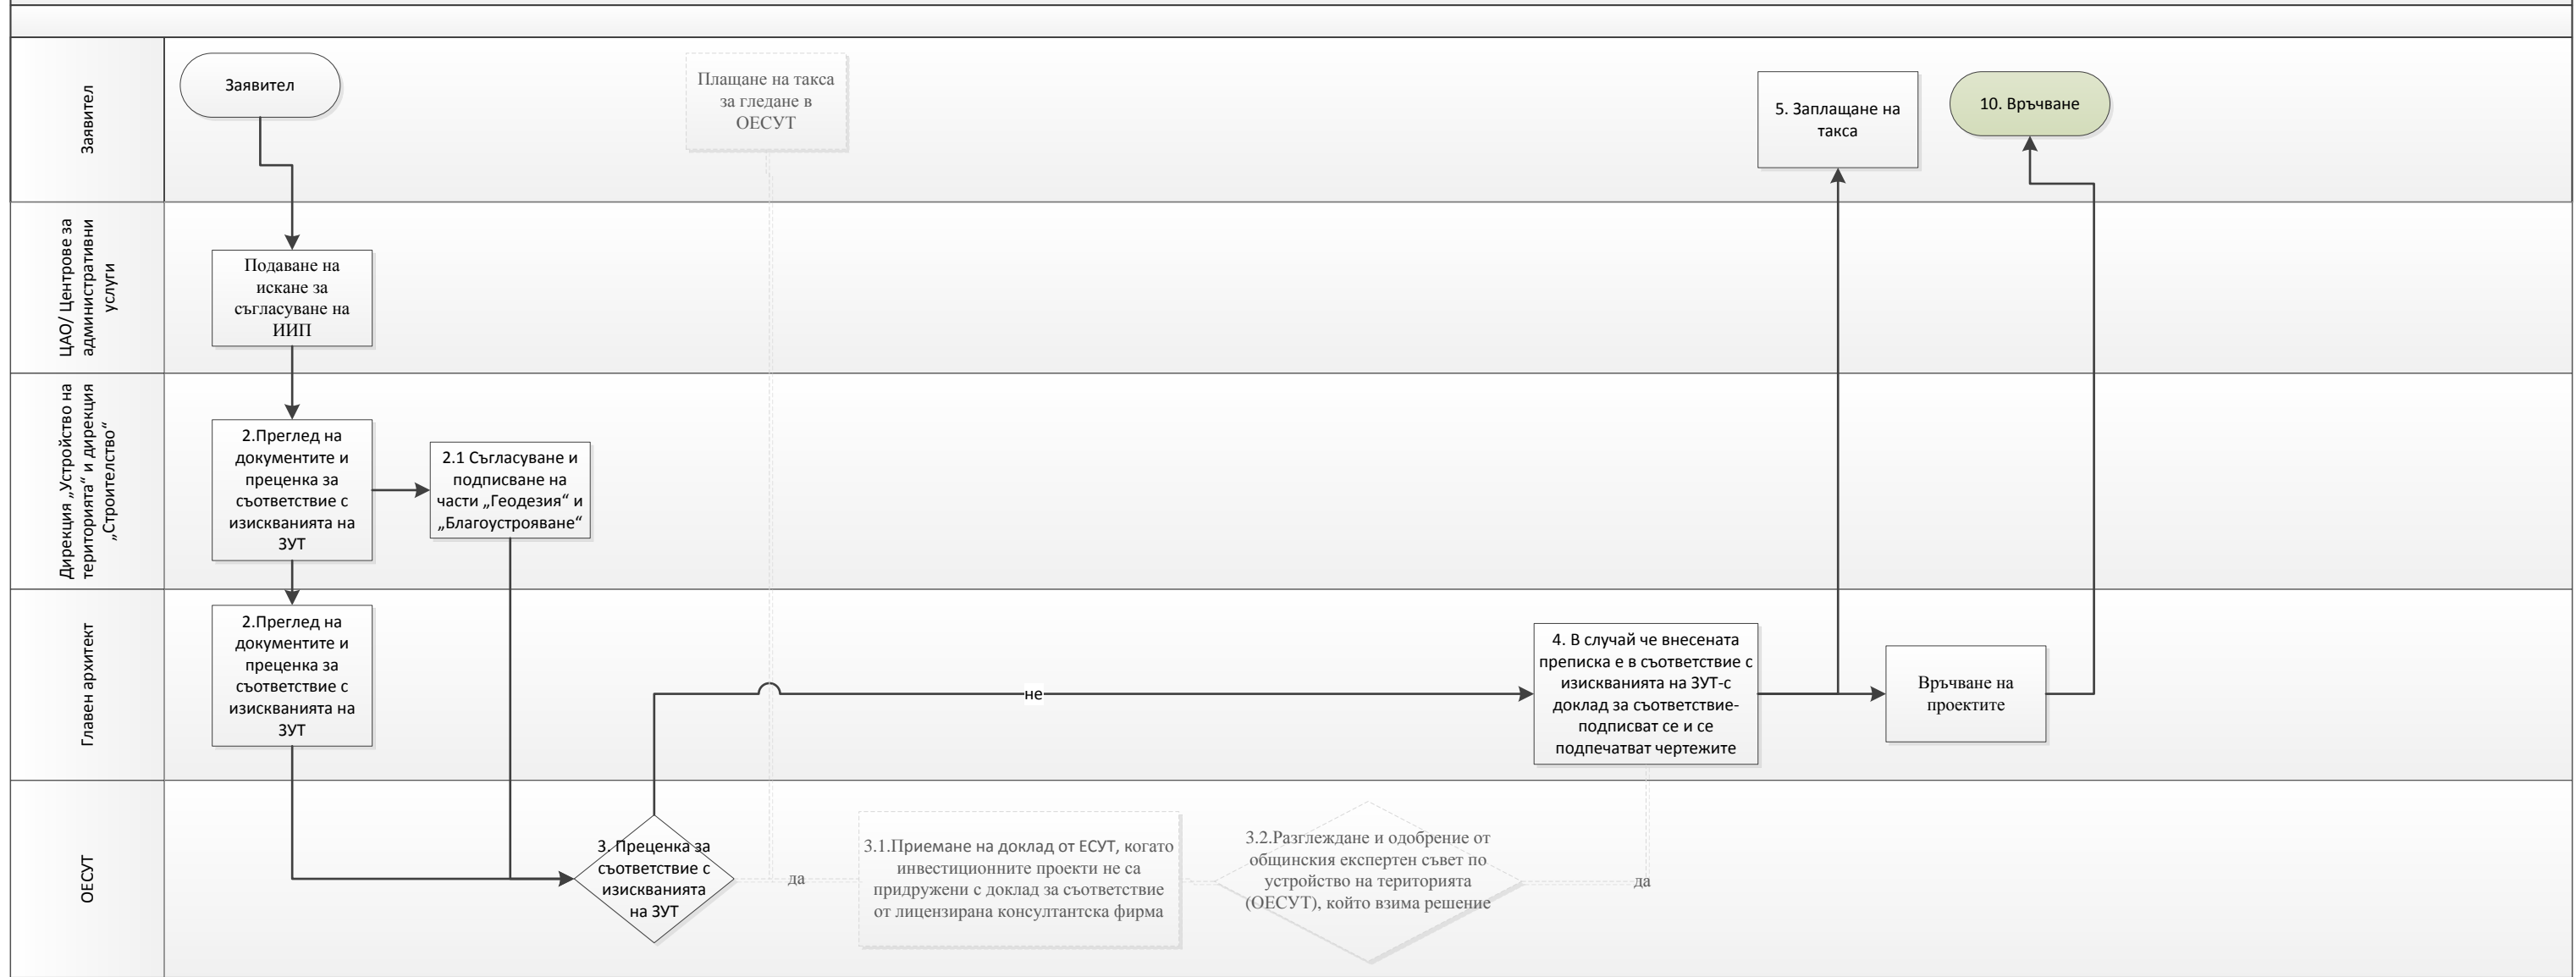 Заявител
Заявител
Плащане на такса
за гледане в
ОЕСУТ
5. Заплащане на
такса
10. Връчване
ЦАО/ Центрове за
административни
услуги
Подаване на
искане за
съгласуване на
ИИП
Дирекция „Устройство на
територията“ и дирекция
„Строителство“
2.Преглед на
документите и
преценка за
съответствие с
изискванията на
ЗУТ
2.1 Съгласуване и
подписване на
части „Геодезия“ и
„Благоустрояване“
Главен архитект
2.Преглед на
документите и
преценка за
съответствие с
изискванията на
ЗУТ
не
4. В случай че внесената
преписка е в съответствие с
изискванията на ЗУТ-с
доклад за съответствие-
подписват се и се
подпечатват чертежите
Връчване на
проектите
ОЕСУТ
3. Преценка за
съответствие с
изискванията
на ЗУТ
да
3.1.Приемане на доклад от ЕСУТ, когато
инвестиционните проекти не са
придружени с доклад за съответствие
от лицензирана консултантска фирма
3.2.Разглеждане и одобрение от
общинския експертен съвет по
устройство на територията
(ОЕСУТ), който взима решение
да